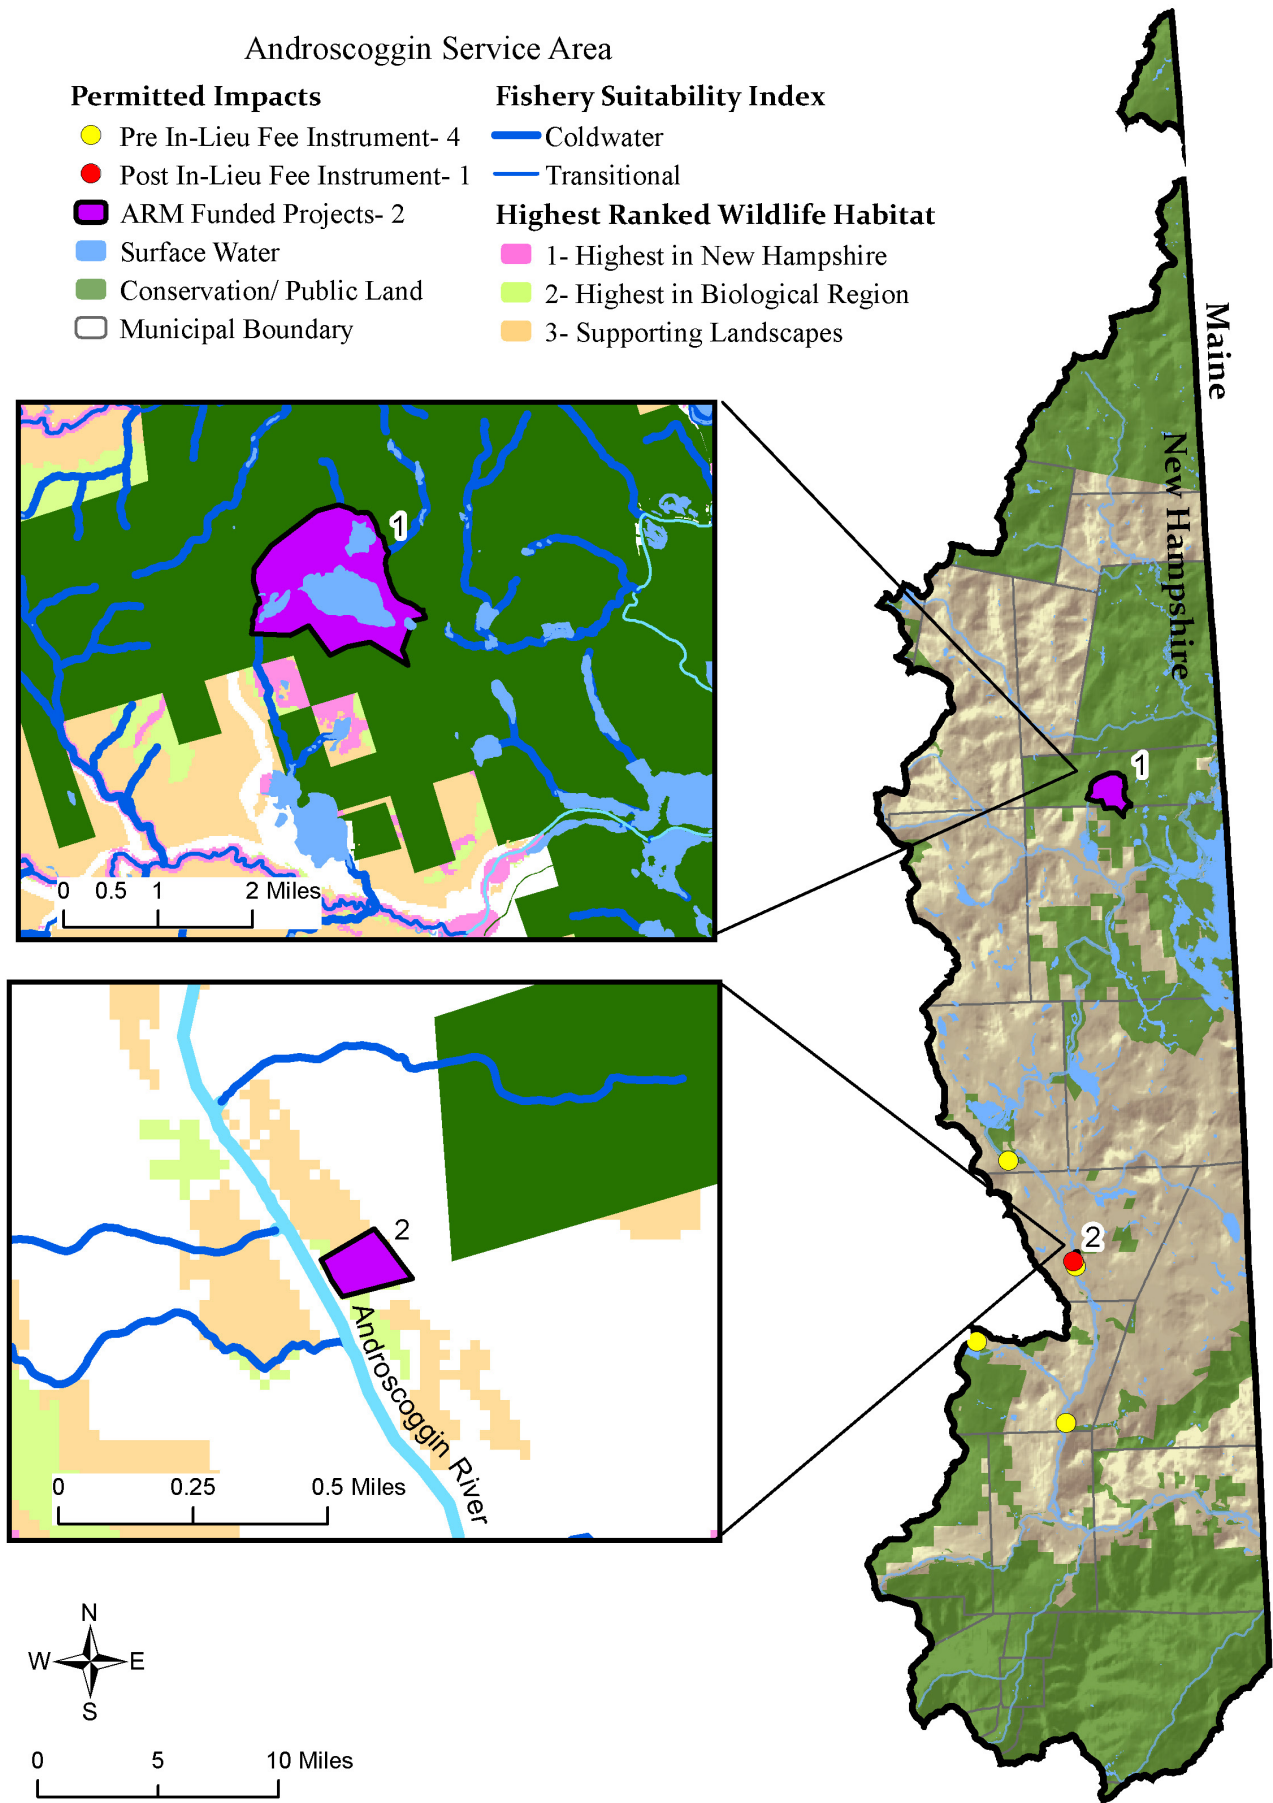 Androscoggin Service Area
Permitted Impacts
Pre In-Lieu Fee Instrument- 4
Post In-Lieu Fee Instrument- 1
ARM Funded Projects- 2
Surface Water
Conservation/ Public Land
Municipal Boundary
Fishery Suitability Index
Coldwater
Transitional
Highest Ranked Wildlife Habitat
1- Highest in New Hampshire
2- Highest in Biological Region
3- Supporting Landscapes
Maine
New Hampshire
1
0 0.5 1 2 Miles
1
2
Androscoggin River
0 0.25 0.5 Miles
2
N
W E
S
0 5 10 Miles